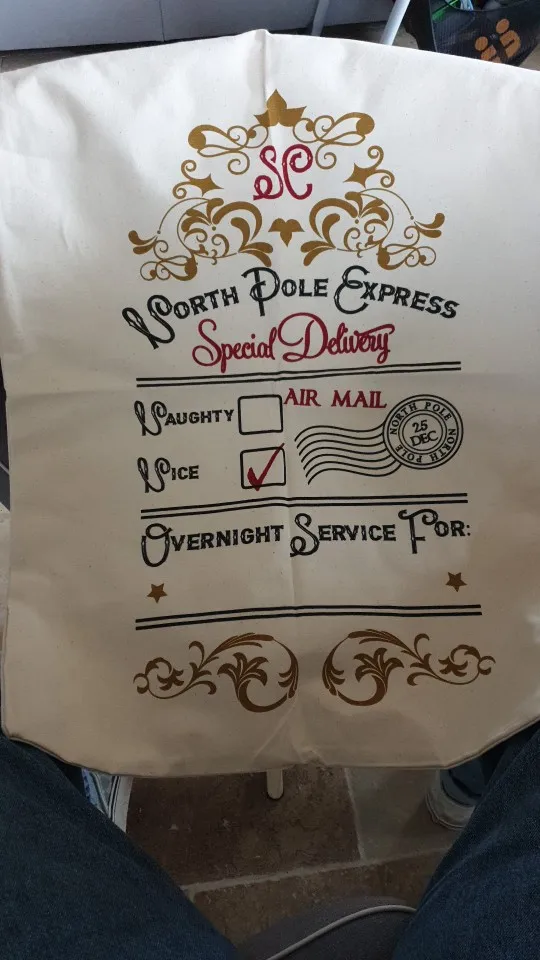 SC
North Pole Express
Special Delivery
Naughty
AIR MAIL
Nice
NORTH POLE
25
DEC
NORTH POLE
Overnight Service For: